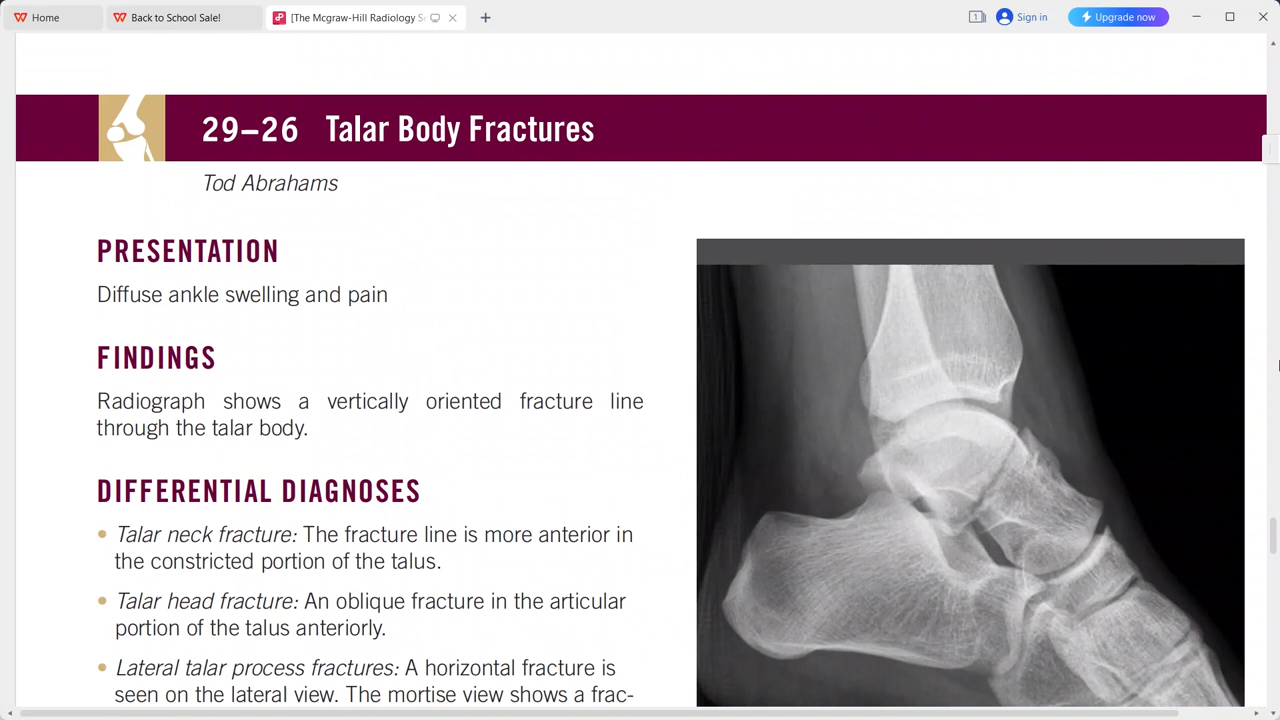 Home
Back to School Sale!
[The Mcgraw-Hill Radiology S
1
Sign in
Upgrade now
29–26 Talar Body Fractures
Tod Abrahams
PRESENTATION
Diffuse ankle swelling and pain
FINDINGS
Radiograph shows a vertically oriented fracture line
through the talar body.
DIFFERENTIAL DIAGNOSES
• Talar neck fracture: The fracture line is more anterior in
the constricted portion of the talus.
• Talar head fracture: An oblique fracture in the articular
portion of the talus anteriorly.
• Lateral talar process fractures: A horizontal fracture is
seen on the lateral view. The mortise view shows a frac-